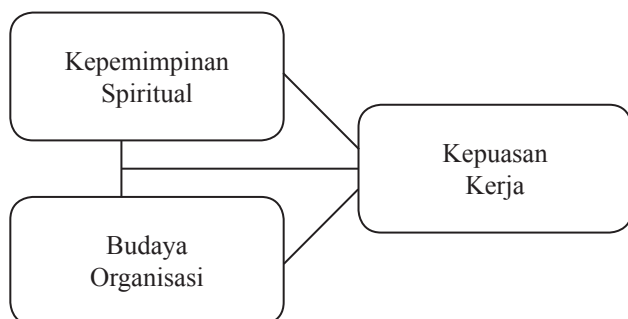 Kepemimpinan
Spiritual
Kepuasan
Kerja
Budaya
Organisasi